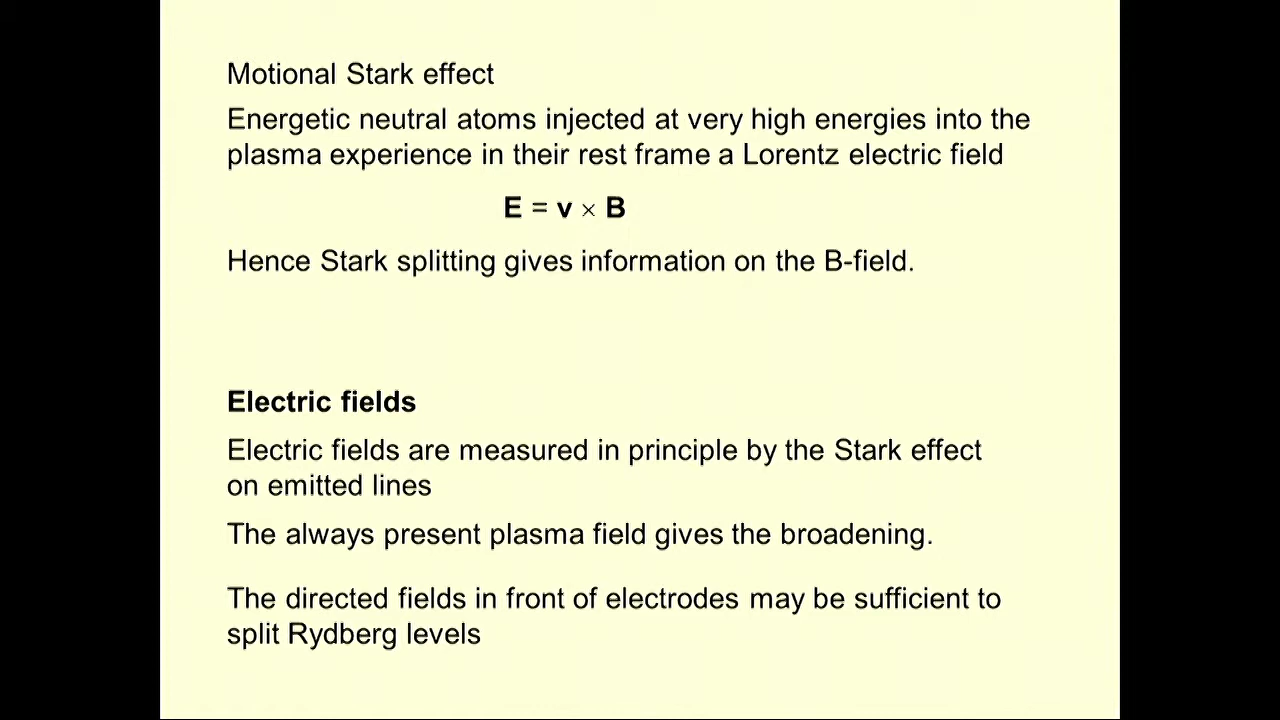 Motional Stark effect
Energetic neutral atoms injected at very high energies into the
plasma experience in their rest frame a Lorentz electric field
E = v × B
Hence Stark splitting gives information on the B-field.
Electric fields
Electric fields are measured in principle by the Stark effect
on emitted lines
The always present plasma field gives the broadening.
The directed fields in front of electrodes may be sufficient to
split Rydberg levels